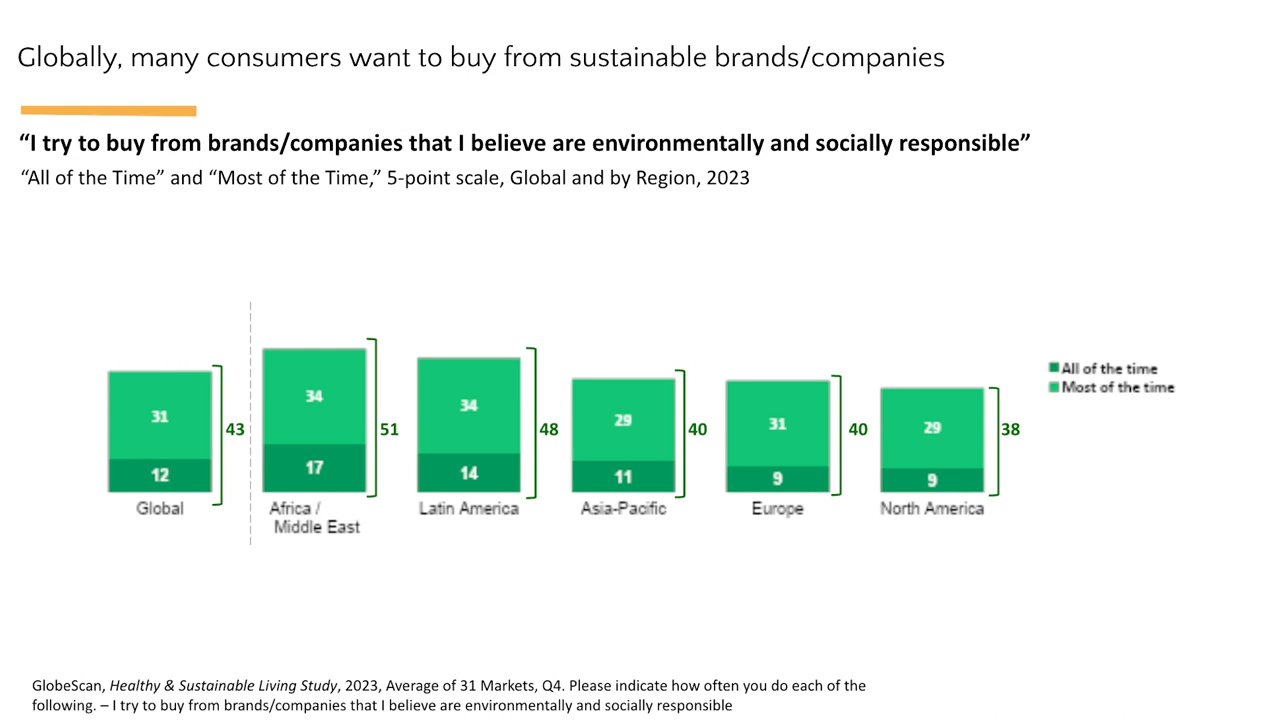 Globally, many consumers want to buy from sustainable brands/companies
“I try to buy from brands/companies that I believe are environmentally and socially responsible”
“All of the Time” and “Most of the Time,” 5-point scale, Global and by Region, 2023
All of the time
Most of the time
31
12
43
34
17
51
34
14
48
29
11
40
31
9
40
29
9
38
Global
Africa /
Middle East
Latin America
Asia-Pacific
Europe
North America
GlobeScan, Healthy & Sustainable Living Study, 2023, Average of 31 Markets, Q4. Please indicate how often you do each of the
following. – I try to buy from brands/companies that I believe are environmentally and socially responsible